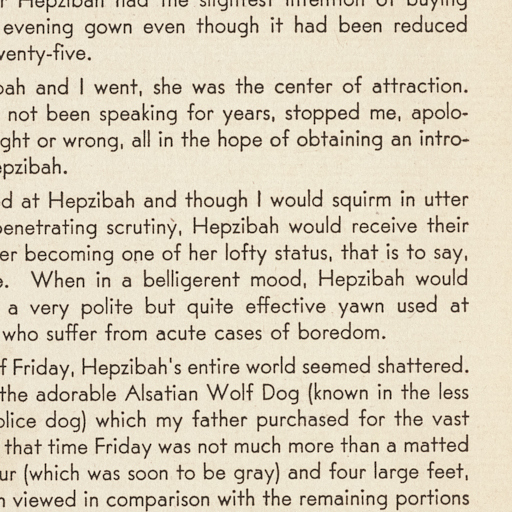 Hepzibah had the slightest intention of buying
evening gown even though it had been reduced
venty-five.
bah and I went, she was the center of attraction.
not been speaking for years, stopped me, apolo-
ght or wrong, all in the hope of obtaining an intro-
epzibah.
d at Hepzibah and though I would squirm in utter
penetrating scrutiny, Hepzibah would receive their
er becoming one of her lofty status, that is to say,
e. When in a belligerent mood, Hepzibah would
a very polite but quite effective yawn used at
who suffer from acute cases of boredom.
f Friday, Hepzibah's entire world seemed shattered.
the adorable Alsatian Wolf Dog (known in the less
olice dog) which my father purchased for the vast
that time Friday was not much more than a matted
ur (which was soon to be gray) and four large feet,
n viewed in comparison with the remaining portions